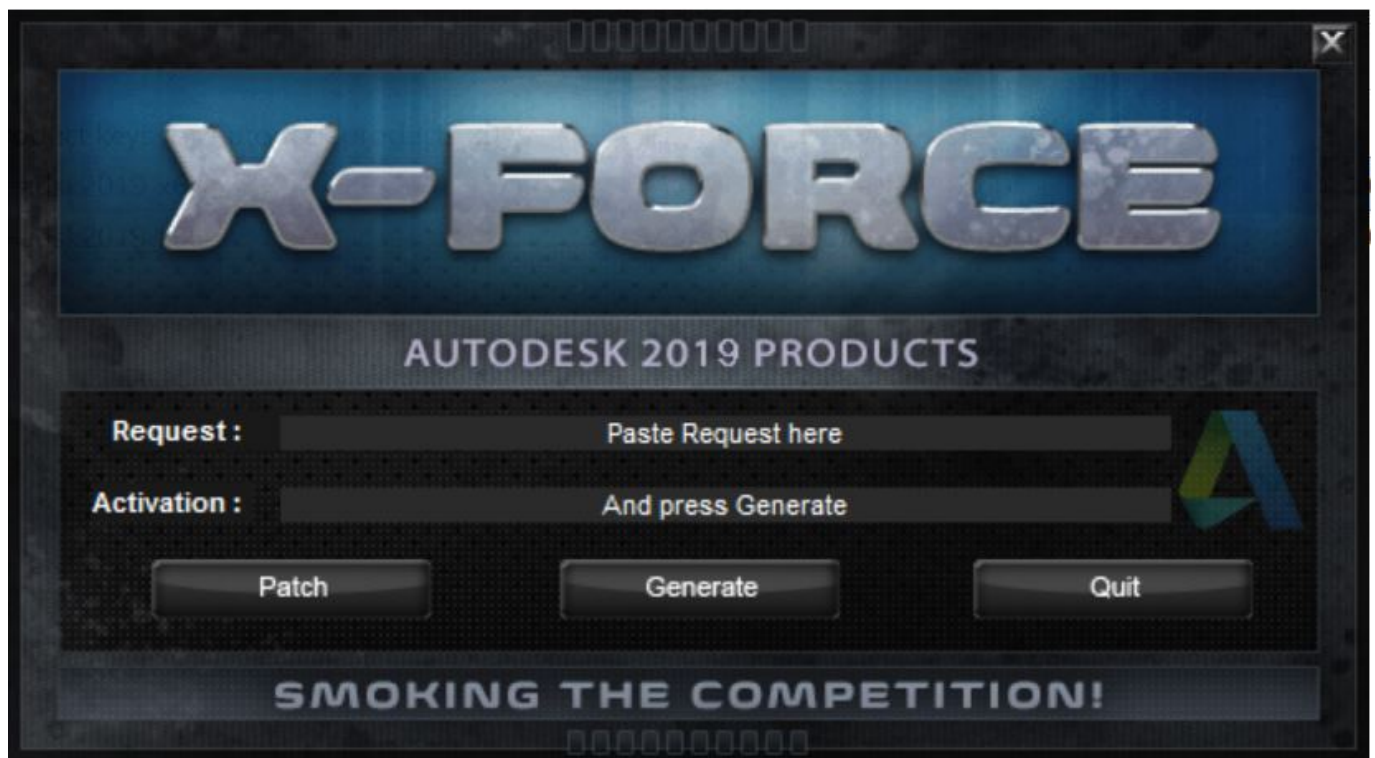 X
X-FORCE
AUTODESK 2019 PRODUCTS
Request : Paste Request here
Activation : And press Generate
Patch Generate Quit
SMOKING THE COMPETITION!